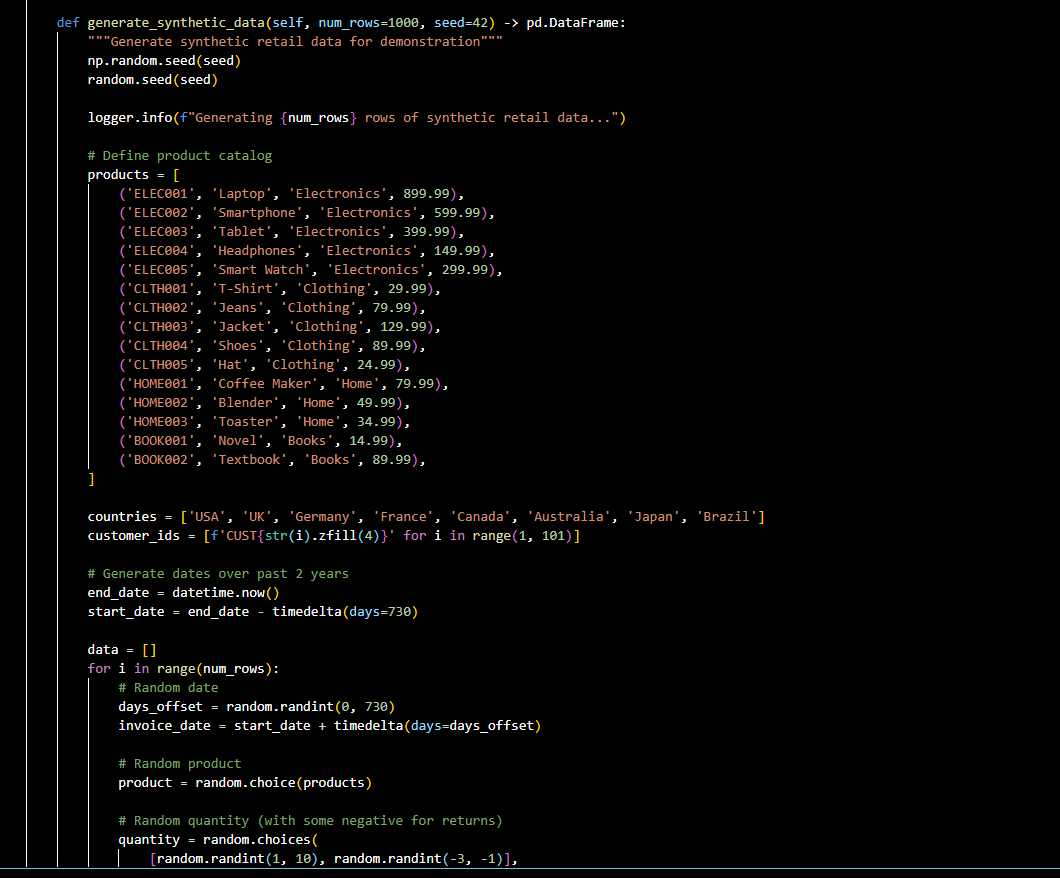 def generate_synthetic_data(self, num_rows=1000, seed=42) -> pd.DataFrame:
    """Generate synthetic retail data for demonstration"""
    np.random.seed(seed)
    random.seed(seed)

    logger.info(f"Generating {num_rows} rows of synthetic retail data...")

    # Define product catalog
    products = [
        ('ELEC001', 'Laptop', 'Electronics', 899.99),
        ('ELEC002', 'Smartphone', 'Electronics', 599.99),
        ('ELEC003', 'Tablet', 'Electronics', 399.99),
        ('ELEC004', 'Headphones', 'Electronics', 149.99),
        ('ELEC005', 'Smart Watch', 'Electronics', 299.99),
        ('CLTH001', 'T-Shirt', 'Clothing', 29.99),
        ('CLTH002', 'Jeans', 'Clothing', 79.99),
        ('CLTH003', 'Jacket', 'Clothing', 129.99),
        ('CLTH004', 'Shoes', 'Clothing', 89.99),
        ('CLTH005', 'Hat', 'Clothing', 24.99),
        ('HOME001', 'Coffee Maker', 'Home', 79.99),
        ('HOME002', 'Blender', 'Home', 49.99),
        ('HOME003', 'Toaster', 'Home', 34.99),
        ('BOOK001', 'Novel', 'Books', 14.99),
        ('BOOK002', 'Textbook', 'Books', 89.99),
    ]

    countries = ['USA', 'UK', 'Germany', 'France', 'Canada', 'Australia', 'Japan', 'Brazil']
    customer_ids = [f'CUST{str(i).zfill(4)}' for i in range(1, 101)]

    # Generate dates over past 2 years
    end_date = datetime.now()
    start_date = end_date - timedelta(days=730)

    data = []
    for i in range(num_rows):
        # Random date
        days_offset = random.randint(0, 730)
        invoice_date = start_date + timedelta(days=days_offset)

        # Random product
        product = random.choice(products)

        # Random quantity (with some negative for returns)
        quantity = random.choices(
            [random.randint(1, 10), random.randint(-3, -1)],